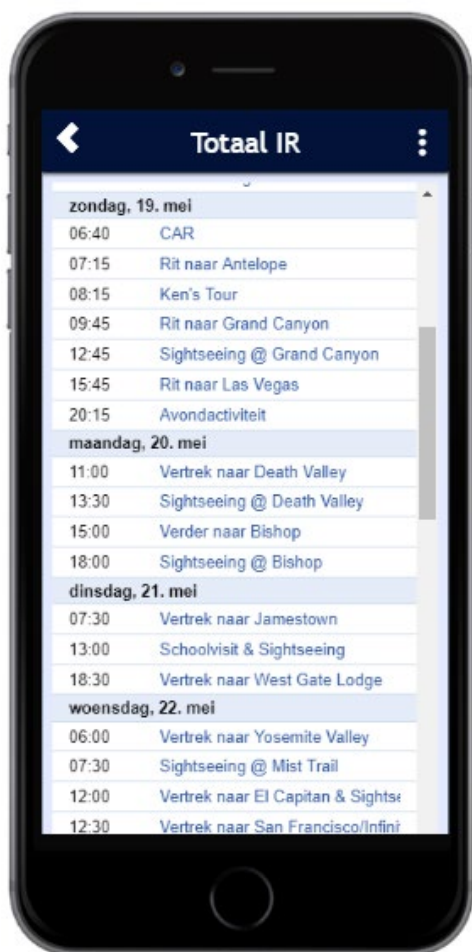 Totaal IR
zondag, 19. mei
06:40 CAR
07:15 Rit naar Antelope
08:15 Ken's Tour
09:45 Rit naar Grand Canyon
12:45 Sightseeing @ Grand Canyon
15:45 Rit naar Las Vegas
20:15 Avondactiviteit
maandag, 20. mei
11:00 Vertrek naar Death Valley
13:30 Sightseeing @ Death Valley
15:00 Verder naar Bishop
18:00 Sightseeing @ Bishop
dinsdag, 21. mei
07:30 Vertrek naar Jamestown
13:00 Schoolvisit & Sightseeing
18:30 Vertrek naar West Gate Lodge
woensdag, 22. mei
06:00 Vertrek naar Yosemite Valley
07:30 Sightseeing @ Mist Trail
12:00 Vertrek naar El Capitan & Sightse
12:30 Vertrek naar San Francisco/Infini